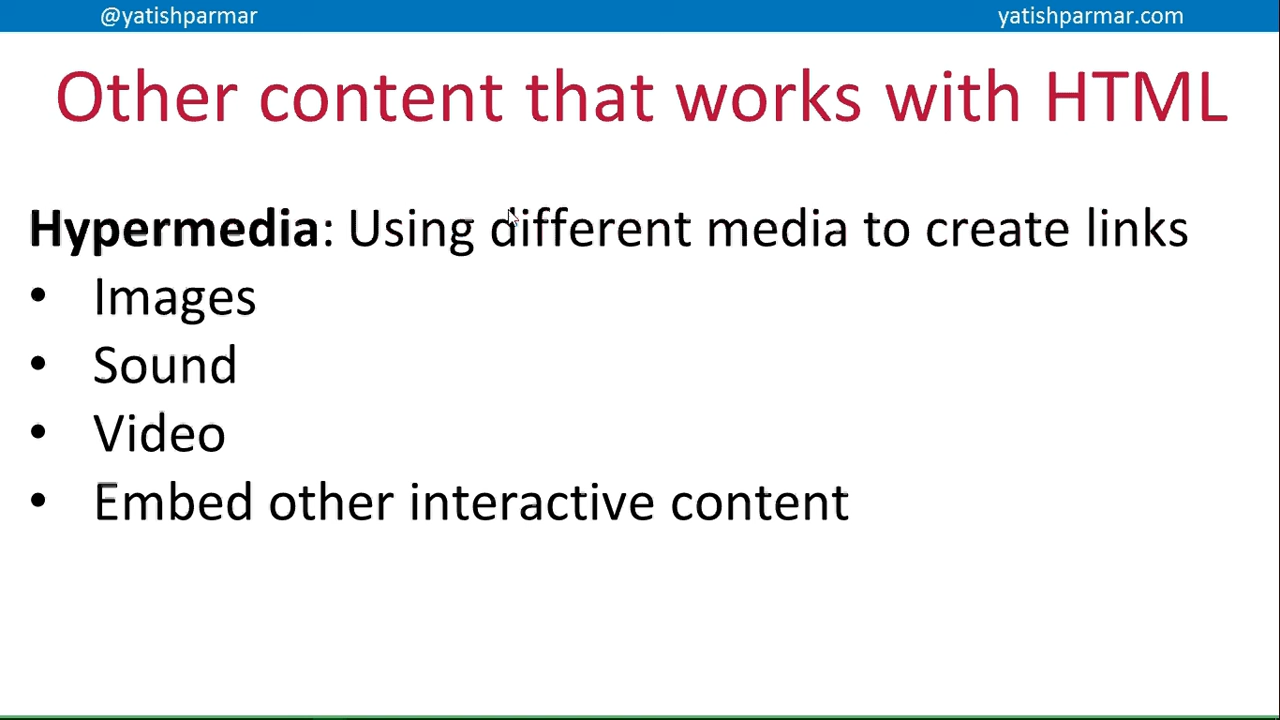 @yatishparmar yatishparmar.com
Other content that works with HTML
Hypermedia: Using different media to create links
• Images
• Sound
• Video
• Embed other interactive content